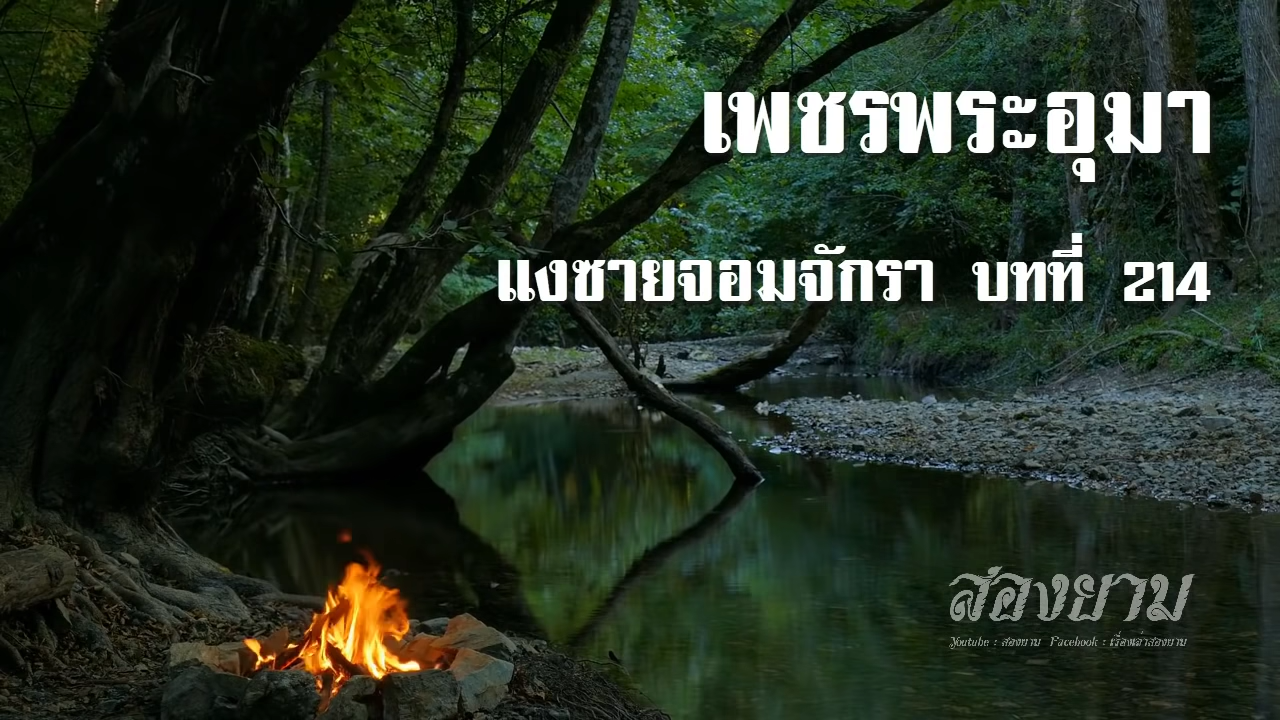 เพชรพระอุมา
แงซายจอมจักรา บทที่ 214
ส่องยาม
Youtube : สองยาม Facebook : เรื่องเล่าสองยาม